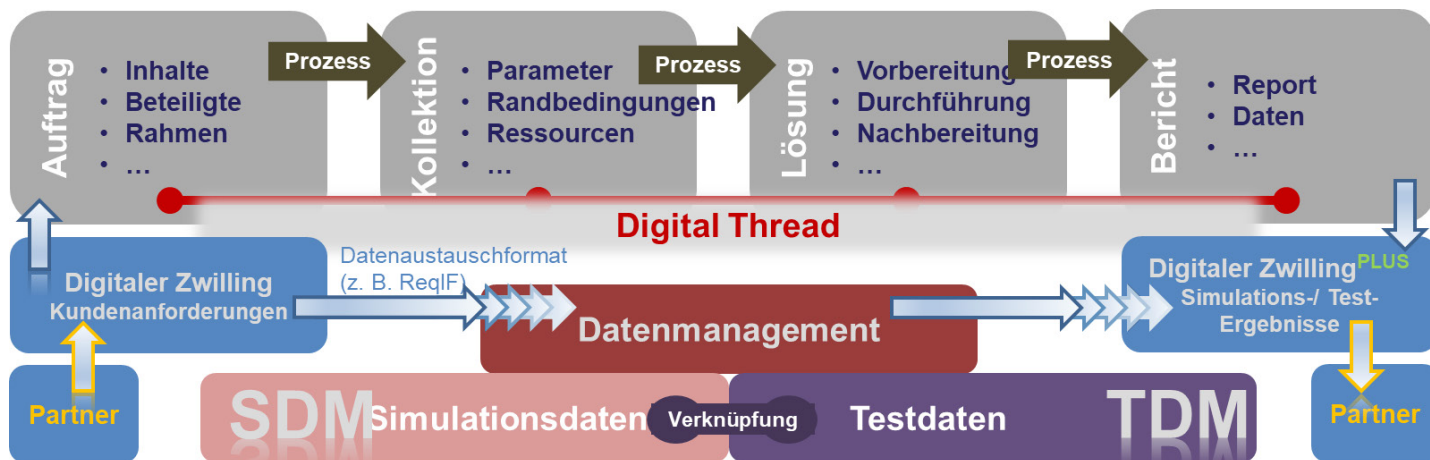 Auftrag
• Inhalte
• Beteiligte
• Rahmen
• …
Prozess
Kollektion
• Parameter
• Randbedingungen
• Ressourcen
• …
Prozess
Lösung
• Vorbereitung
• Durchführung
• Nachbereitung
• …
Prozess
Bericht
• Report
• Daten
• …
Digital Thread
Digitaler Zwilling
Kundenanforderungen
Datenaustauschformat
(z. B. ReqIF)
Datenmanagement
Digitaler Zwilling PLUS
Simulations-/ Test-
Ergebnisse
Partner
SDM Simulationsdaten
Verknüpfung
Testdaten TDM
Partner